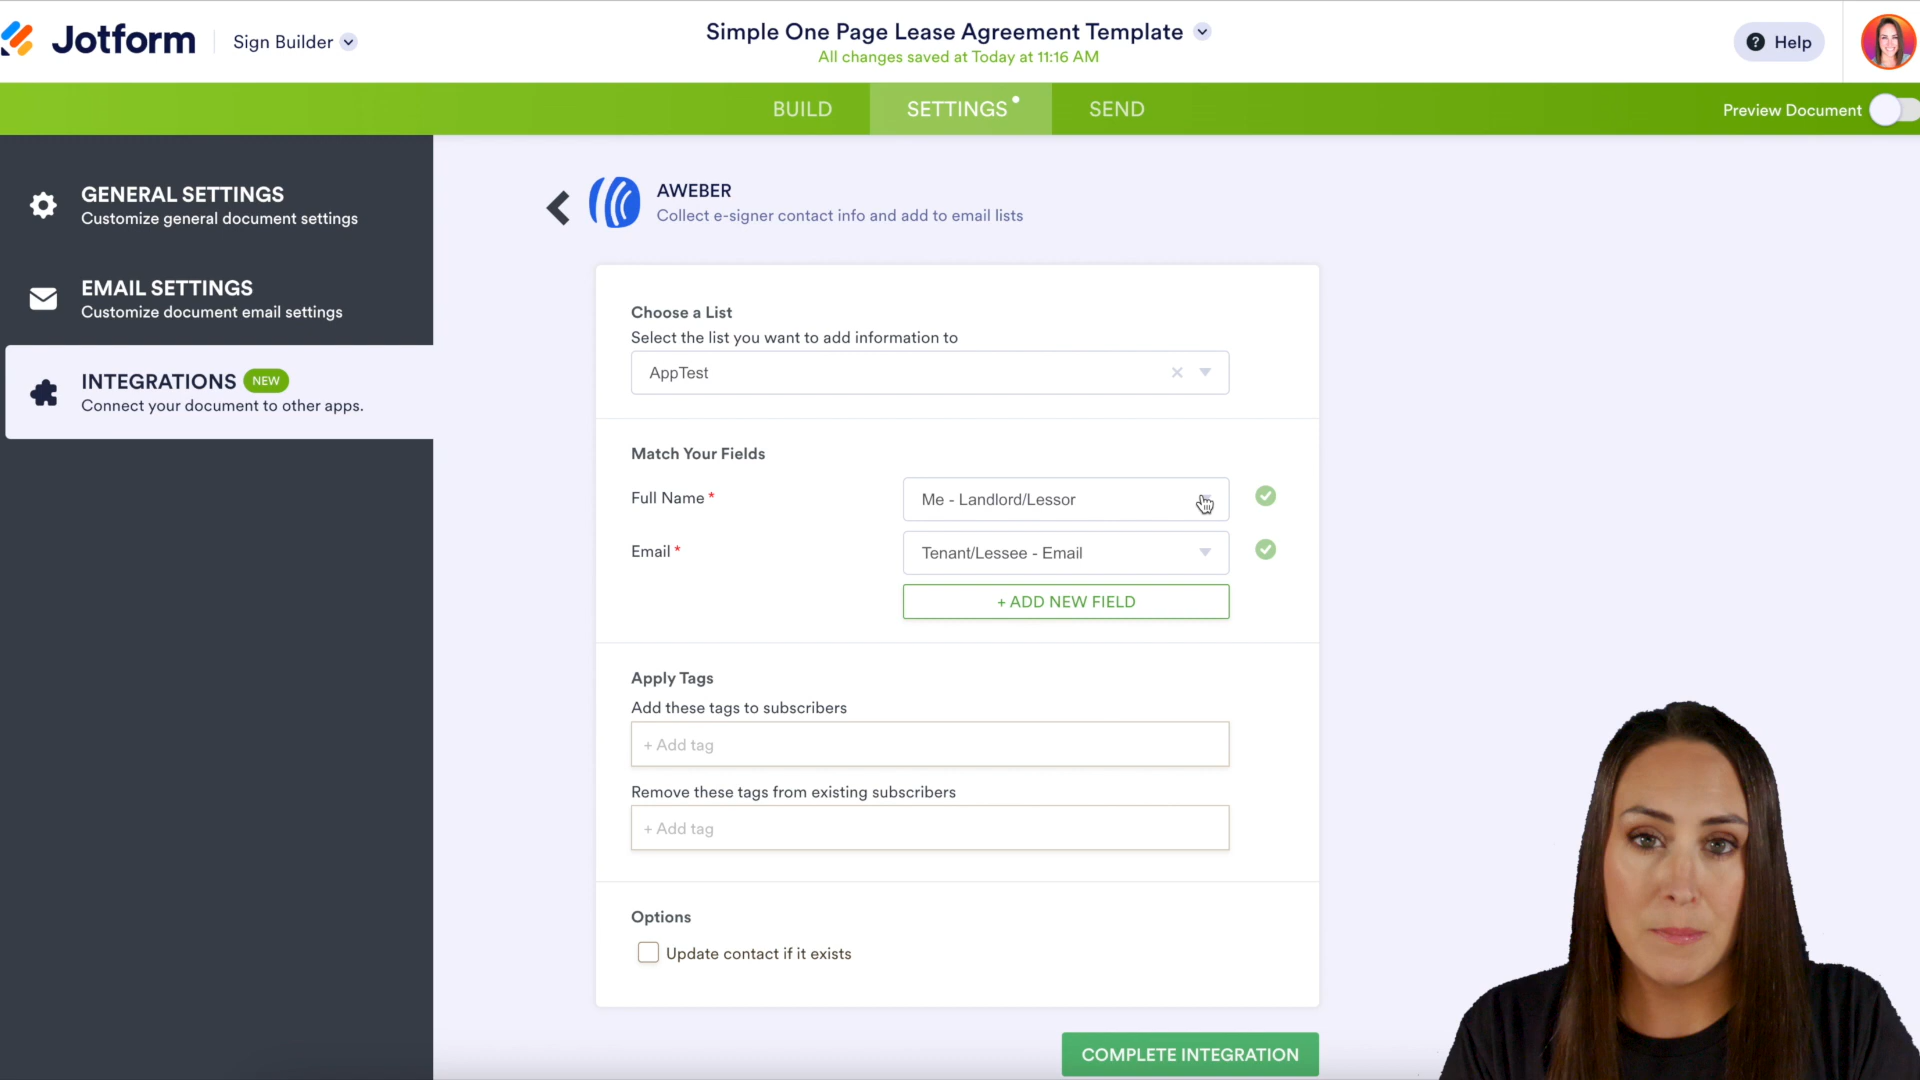 Jotform
Sign Builder
Simple One Page Lease Agreement Template
All changes saved at Today at 11:16 AM
? Help
BUILD
SETTINGS
SEND
Preview Document
GENERAL SETTINGS
Customize general document settings
EMAIL SETTINGS
Customize document email settings
INTEGRATIONS NEW
Connect your document to other apps.
AWEBER
Collect e-signer contact info and add to email lists
Choose a List
Select the list you want to add information to
AppTest
Match Your Fields
Full Name *
Me - Landlord/Lessor
Email *
Tenant/Lessee - Email
+ ADD NEW FIELD
Apply Tags
Add these tags to subscribers
+ Add tag
Remove these tags from existing subscribers
+ Add tag
Options
Update contact if it exists
COMPLETE INTEGRATION